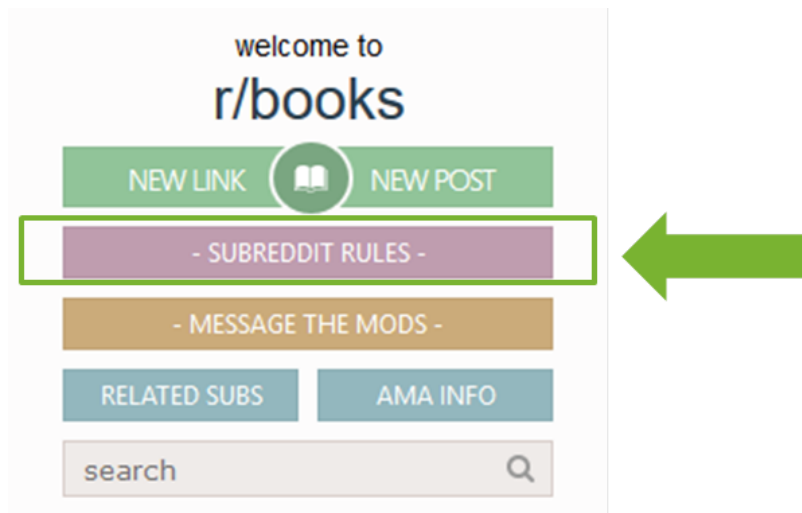 welcome to
r/books
NEW LINK NEW POST
- SUBREDDIT RULES -
- MESSAGE THE MODS -
RELATED SUBS AMA INFO
search